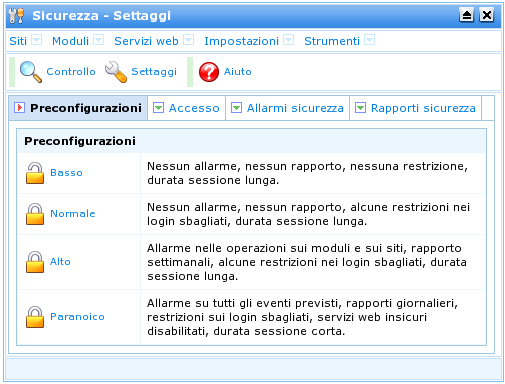 Sicurezza - Settaggi
Siti Moduli Servizi web Impostazioni Strumenti
Controllo Settaggi Aiuto
Preconfigurazioni Accesso Allarmi sicurezza Rapporti sicurezza
Preconfigurazioni
Basso
Nessun allarme, nessun rapporto, nessuna restrizione,
durata sessione lunga.
Normale
Nessun allarme, nessun rapporto, alcune restrizioni nei
login sbagliati, durata sessione lunga.
Alto
Allarme nelle operazioni sui moduli e sui siti, rapporto
settimanali, alcune restrizioni nei login sbagliati, durata
sessione lunga.
Paranoico
Allarme su tutti gli eventi previsti, rapporti giornalieri,
restrizioni sui login sbagliati, servizi web insicuri
disabilitati, durata sessione corta.